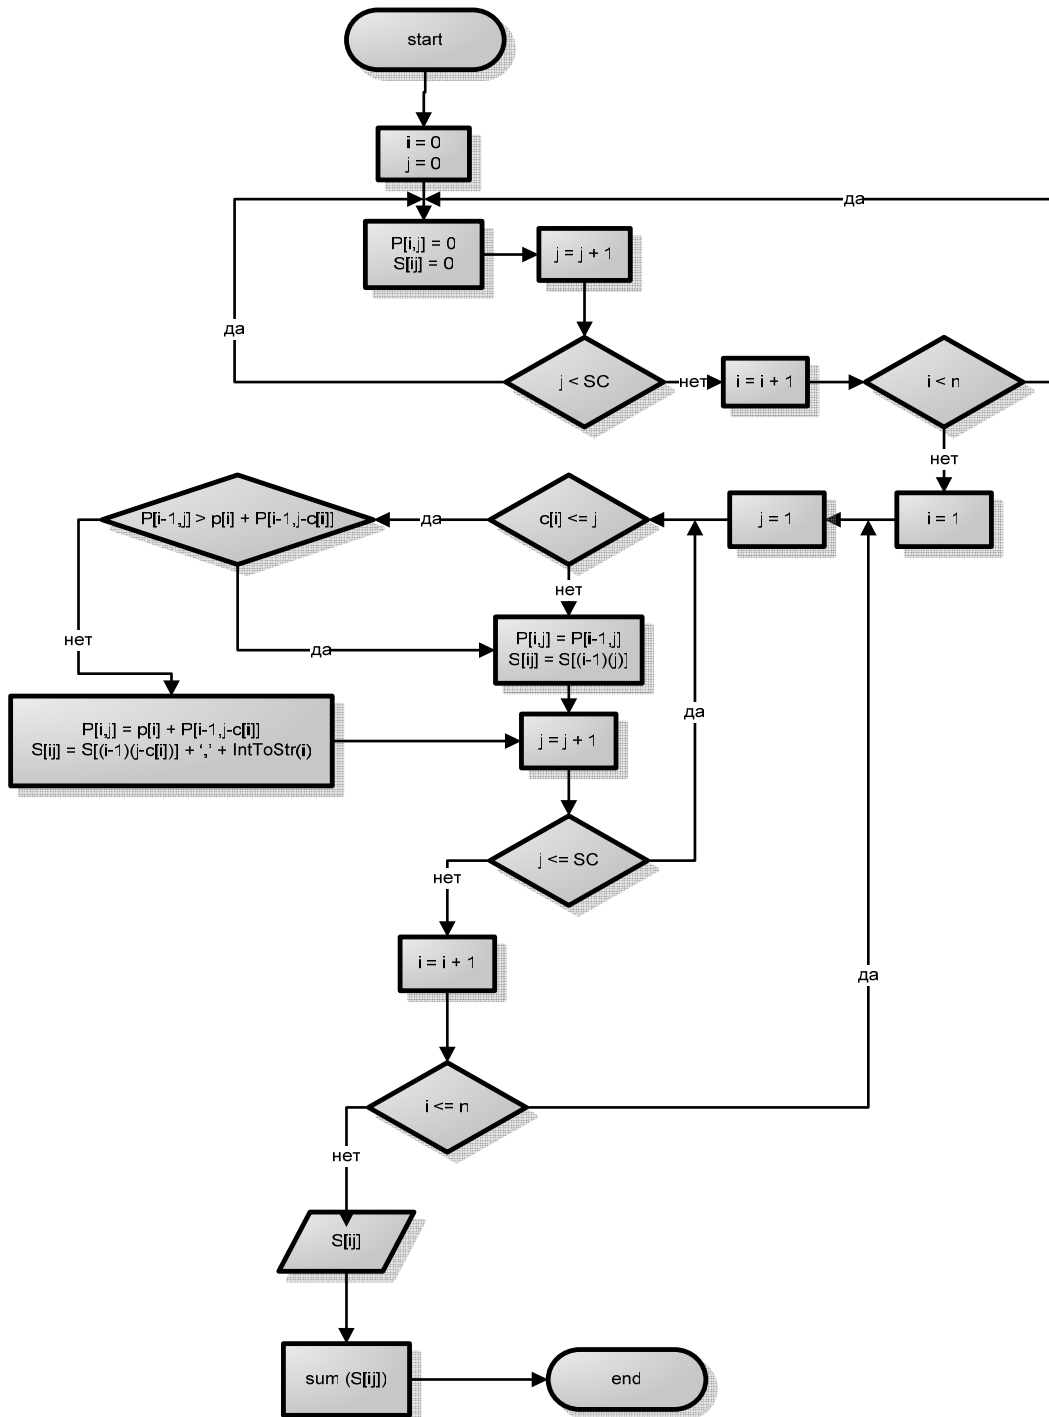 start
i = 0
j = 0
да
P[i,j] = 0
S[ij] = 0
j = j + 1
да
j < SC
нет
i = i + 1
i < n
нет
P[i-1,j] > p[i] + P[i-1,j-c[i]]
да
c[i] <= j
j = 1
i = 1
нет
нет
да
P[i,j] = P[i-1,j]
S[ij] = S[(i-1)(j)]
да
P[i,j] = p[i] + P[i-1,j-c[i]]
S[ij] = S[(i-1)(j-c[i])] + ‘,’ + IntToStr(i)
j = j + 1
j <= SC
нет
i = i + 1
да
i <= n
нет
S[ij]
sum (S[ij])
end